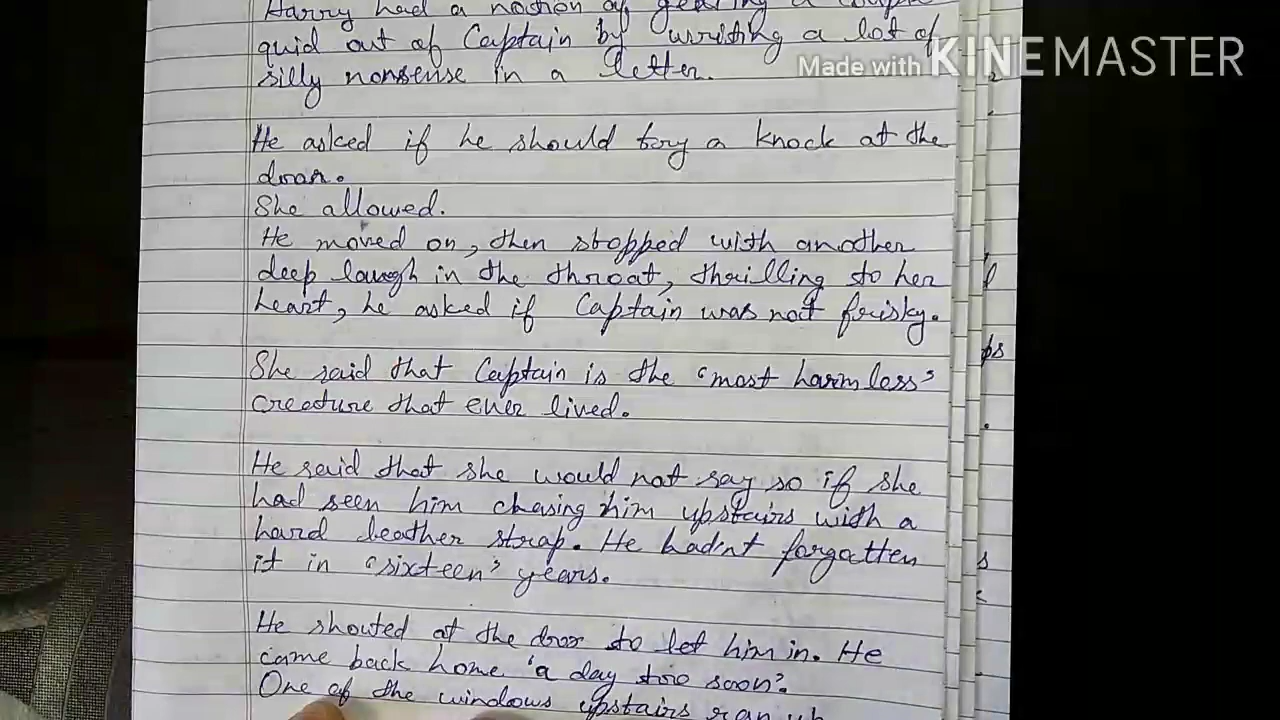 Harry had a notion of getting a couple
quid out of Captain by writing a lot of
silly nonsense in a letter.
Made with KINEMASTER
He asked if he should try a knock at the
door.
She allowed.
He moved on, then stopped with another
deep laugh in the throat, thrilling to her
heart, he asked if Captain was not frisky.
She said that Captain is the "most harmless"
creature that ever lived.
He said that she would not say so if she
had seen him chasing him upstairs with a
hard leather strap. He hadn't forgotten
it in "sixteen" years.
He shouted at the door to let him in. He
came back home 'a day too soon'.
One of the windows upstairs ran up